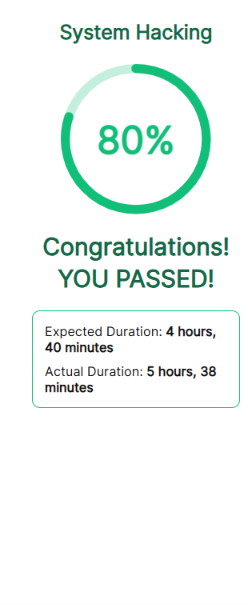 System Hacking
80%
Congratulations!
YOU PASSED!
Expected Duration: 4 hours,
40 minutes
Actual Duration: 5 hours, 38
minutes